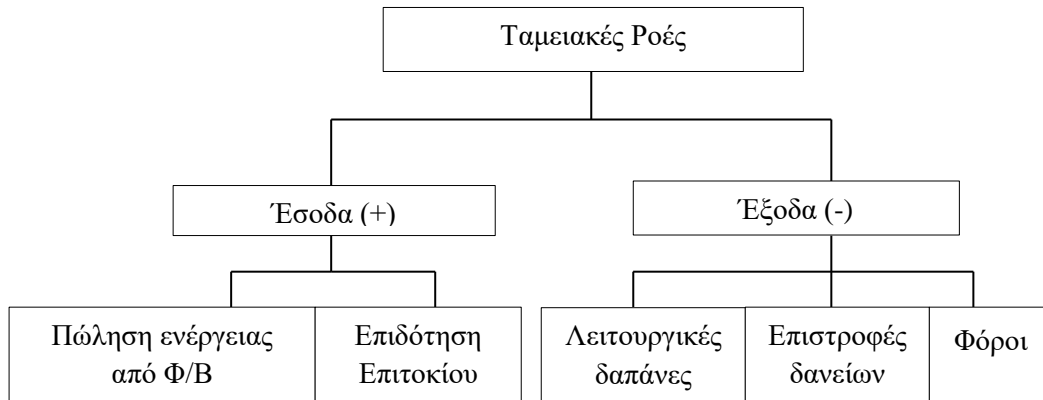 Ταμειακές Ροές
Έσοδα (+)
Έξοδα (-)
Πώληση ενέργειας
από Φ/Β
Επιδότηση
Επιτοκίου
Λειτουργικές
δαπάνες
Επιστροφές
δανείων
Φόροι